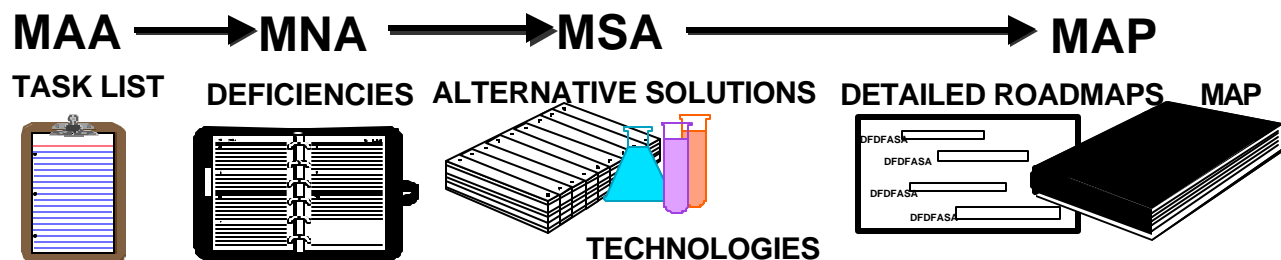 MAA MNA MSA MAP
TASK LIST DEFICIENCIES ALTERNATIVE SOLUTIONS DETAILED ROADMAPS MAP
DFDFASA
DFDFASA
DFDFASA
DFDFASA
TECHNOLOGIES